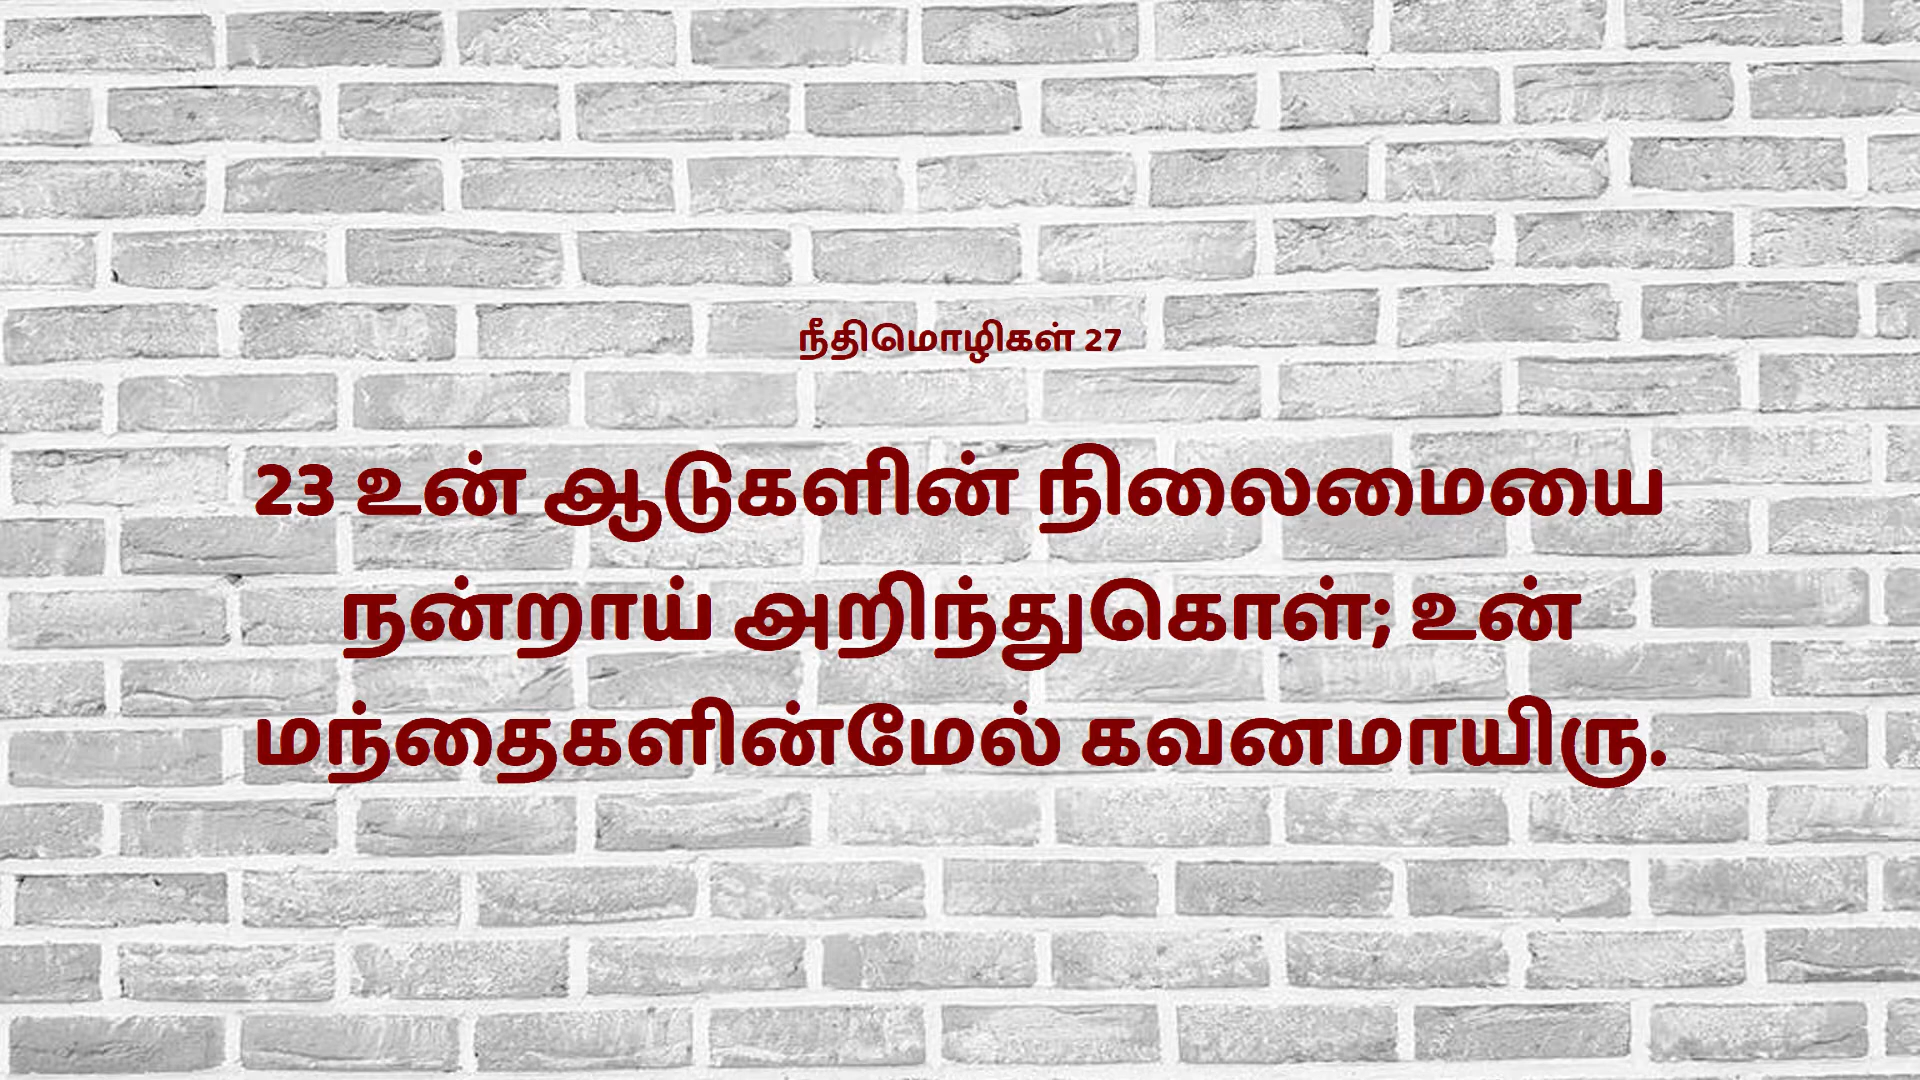 நீதிமொழிகள் 27
23 உன் ஆடுகளின் நிலைமையை
நன்றாய் அறிந்துகொள்; உன்
மந்தைகளின்மேல் கவனமாயிரு.